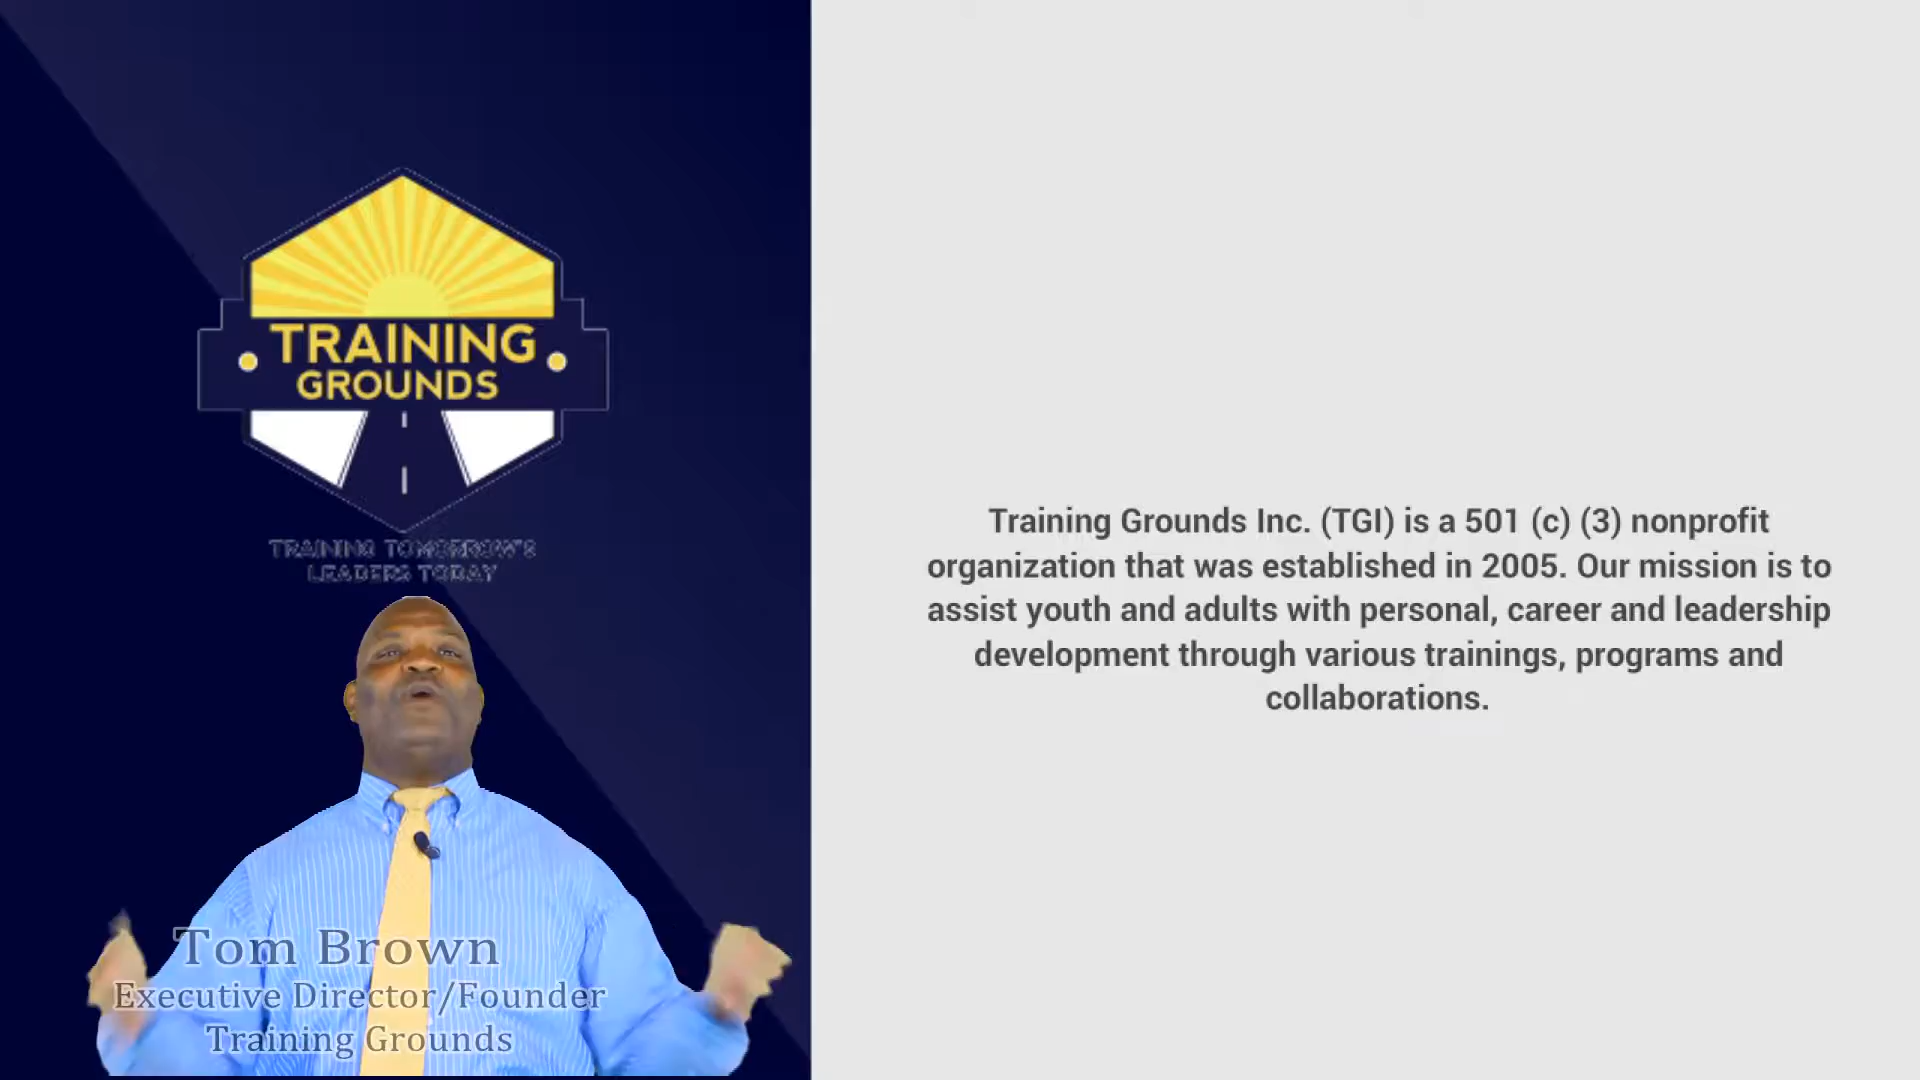 TRAINING
GROUNDS
TRAINING TOMORROW'S
LEADERS TODAY
Tom Brown
Executive Director/Founder
Training Grounds
Training Grounds Inc. (TGI) is a 501 (c) (3) nonprofit
organization that was established in 2005. Our mission is to
assist youth and adults with personal, career and leadership
development through various trainings, programs and
collaborations.